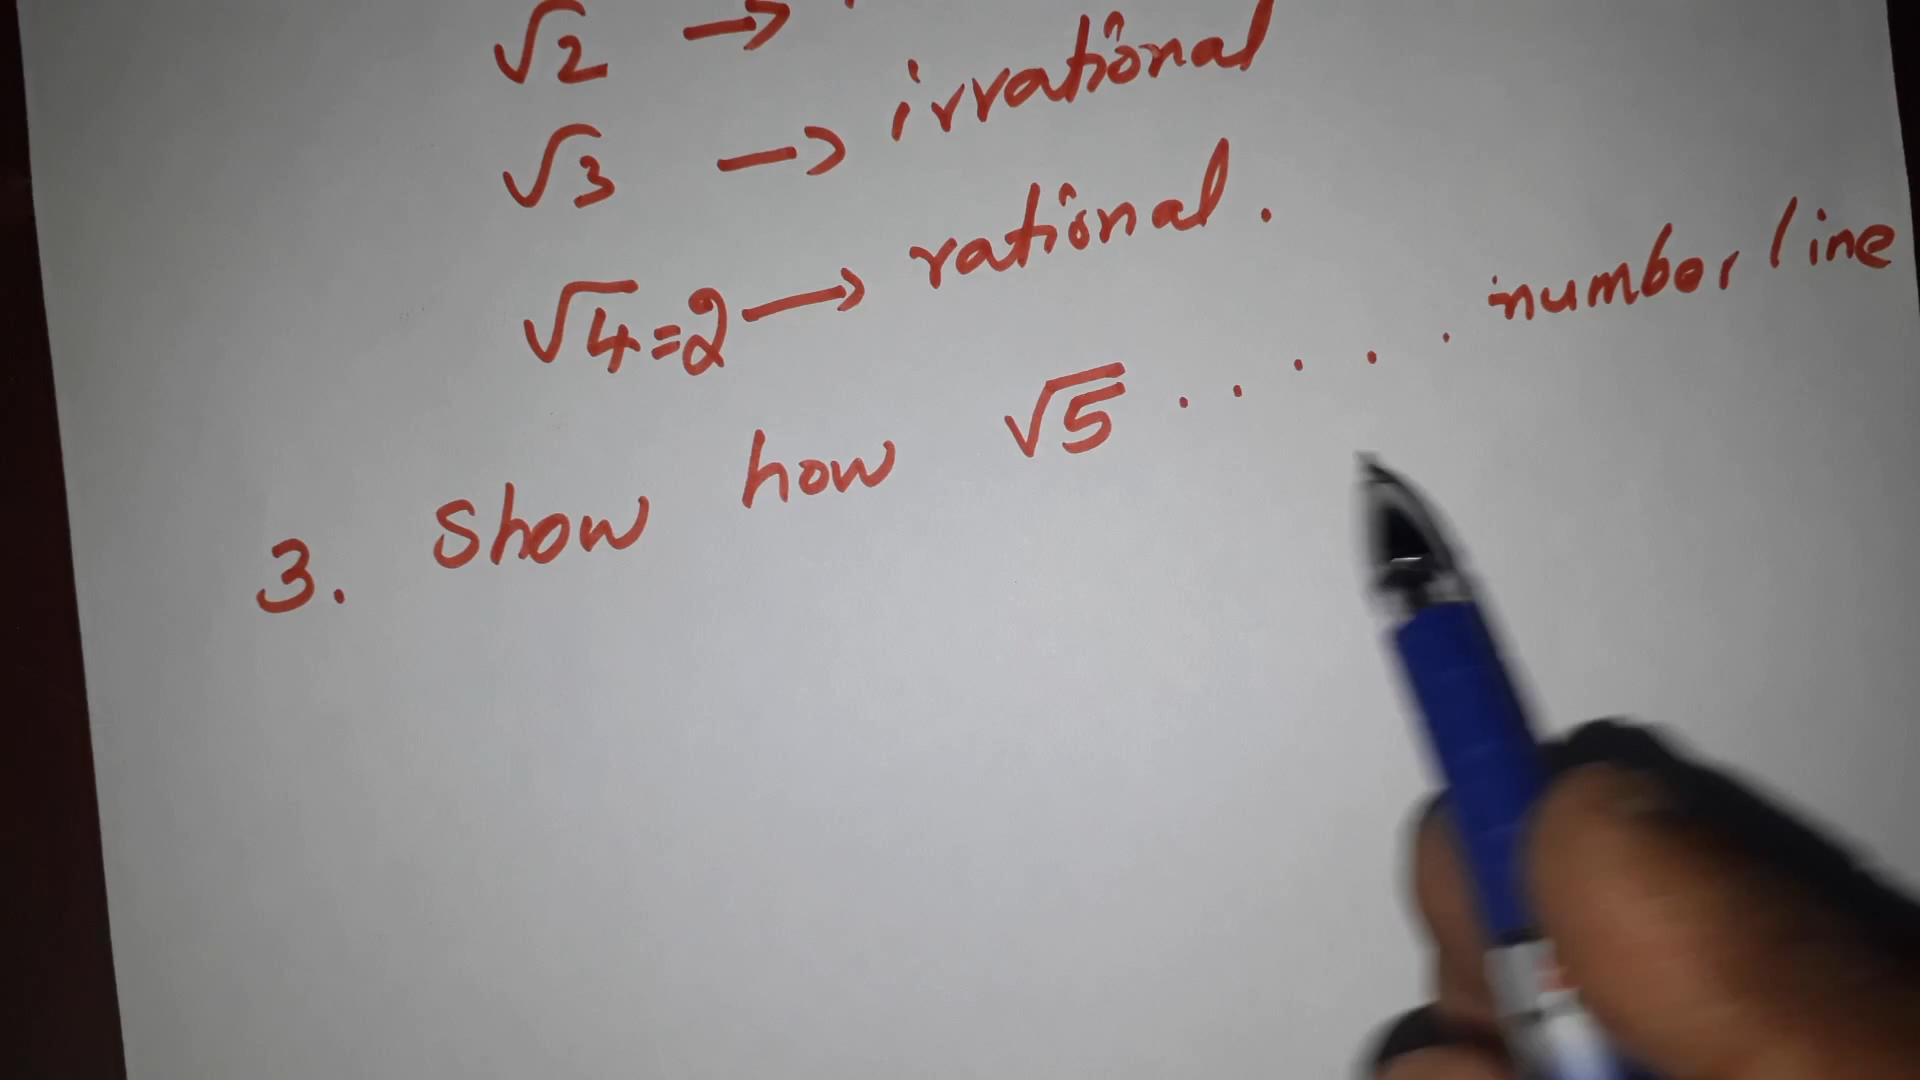 √2 →
√3 → irrational
√4=2 → rational.
3. Show how √5 . . . . . number line